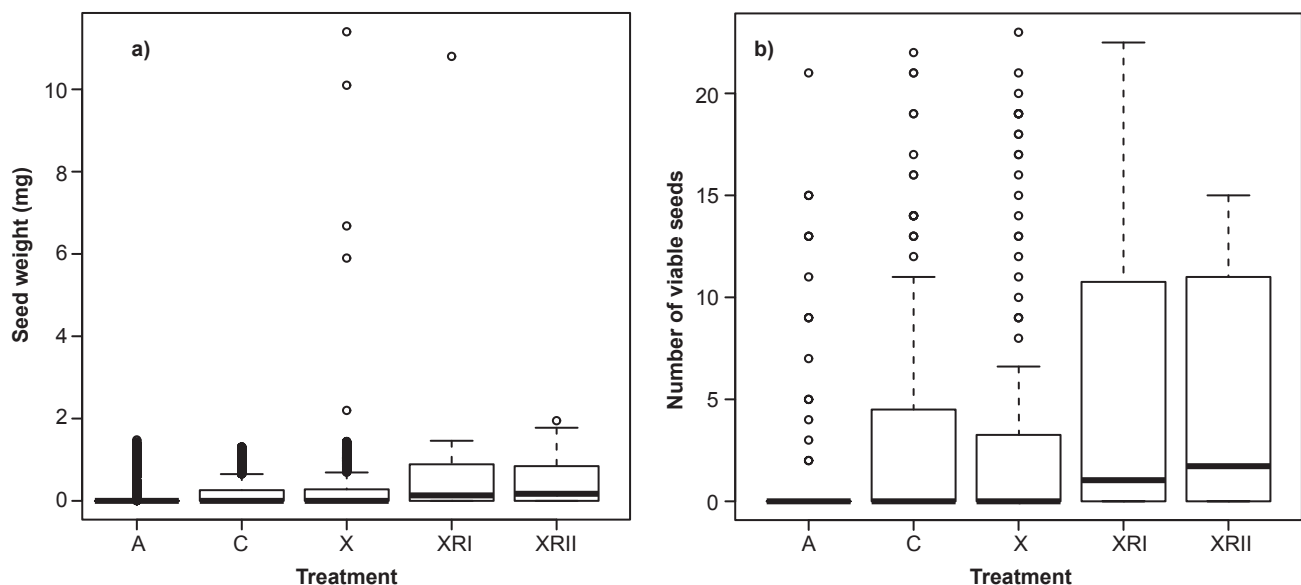 a)
Seed weight (mg)
10
8
6
4
2
0
A C X XRI XRII
Treatment
b)
Number of viable seeds
20
15
10
5
0
A C X XRI XRII
Treatment